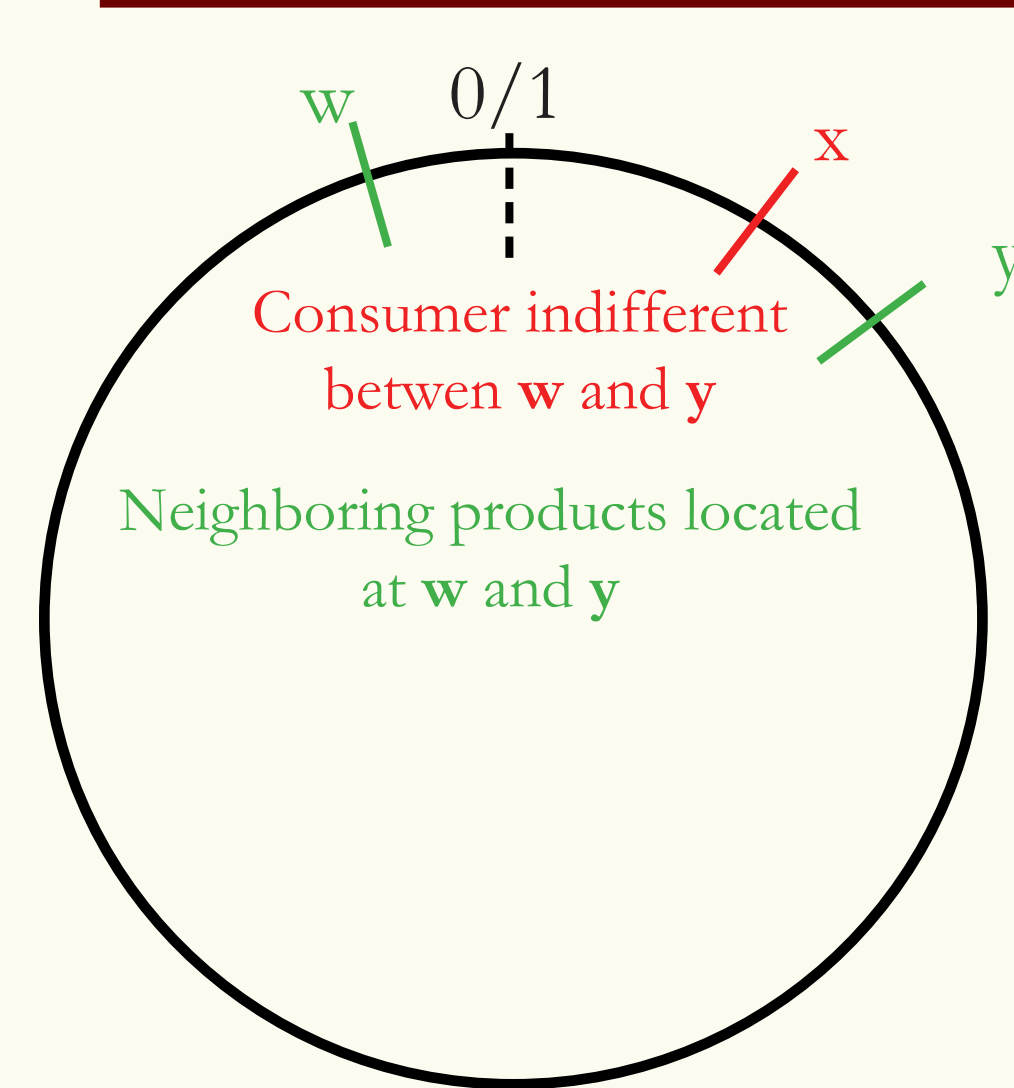 w
0/1
x
y
Consumer indifferent
betwen w and y
Neighboring products located
at w and y